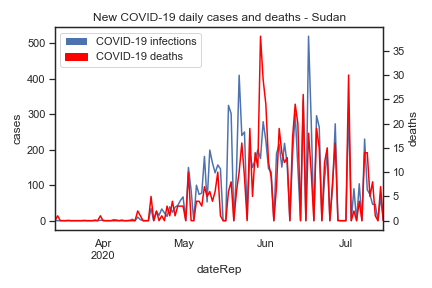 New COVID-19 daily cases and deaths - Sudan
COVID-19 infections
COVID-19 deaths
500
400
300
200
100
0
cases
35
30
25
20
15
10
5
0
deaths
Apr
2020
May
Jun
Jul
dateRep